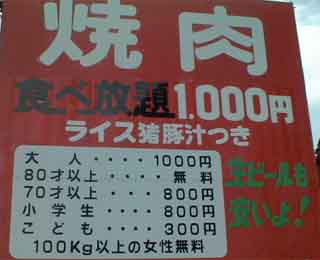 焼肉
食べ放題1,000円
ライス猪豚汁つき
大人・・・・1000円
80才以上・・・・無料
70才以上・・・・800円
小学生・・・・800円
こども・・・・300円
100Kg以上の女性無料
生ビールも
安いよ!